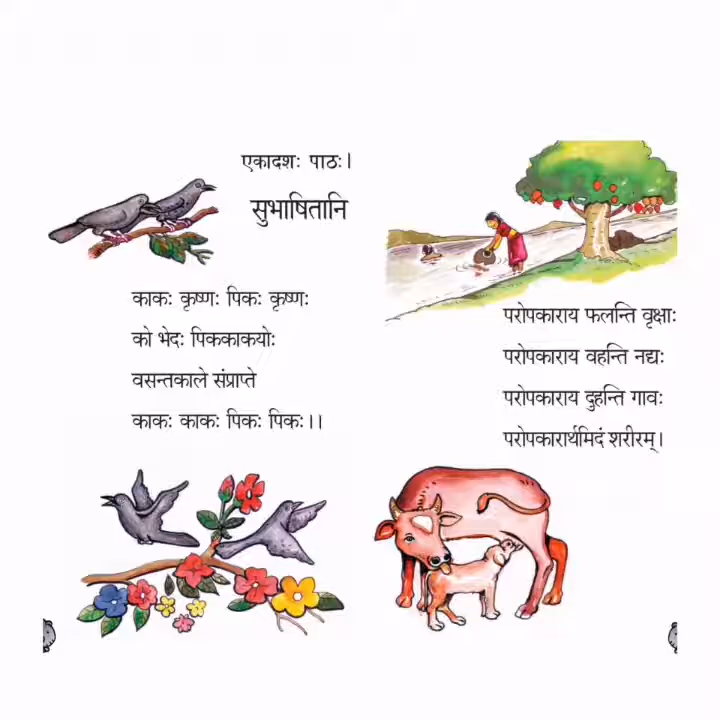 एकादशः पाठः।
सुभाषितानि
काकः कृष्णः पिकः कृष्णः
को भेदः पिककाकयोः
वसन्तकाले संप्राप्ते
काकः काकः पिकः पिकः।।
परोपकाराय फलन्ति वृक्षाः
परोपकाराय वहन्ति नद्यः
परोपकाराय दुहन्ति गावः
परोपकारार्थमिदं शरीरम्।